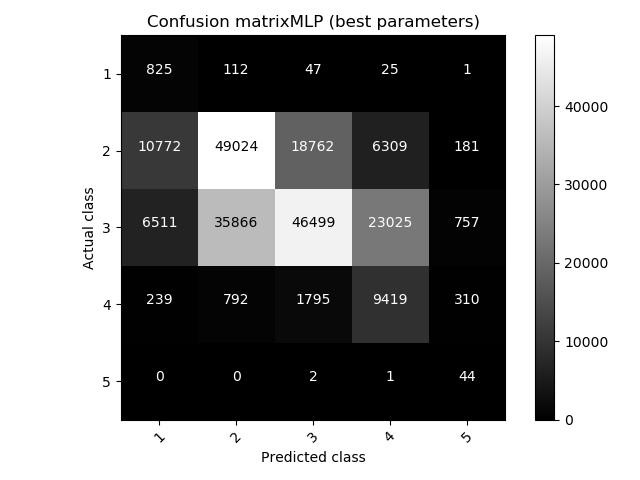 Confusion matrixMLP (best parameters)
1 825 112 47 25 1
2 10772 49024 18762 6309 181
3 6511 35866 46499 23025 757
4 239 792 1795 9419 310
5 0 0 2 1 44
1 2 3 4 5
Actual class
Predicted class
40000
30000
20000
10000
0